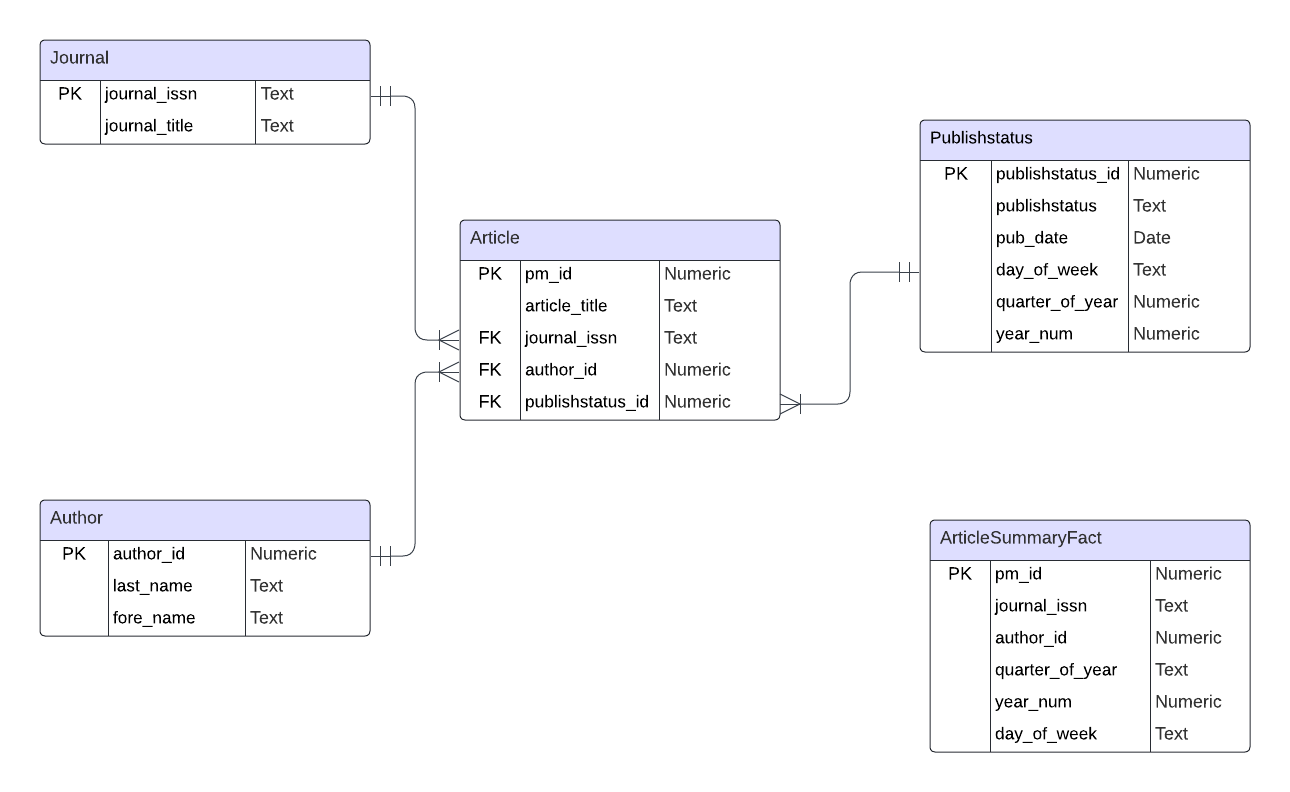 Journal
PK journal_issn Text
journal_title Text
Publishstatus
PK publishstatus_id Numeric
publishstatus Text
pub_date Date
day_of_week Text
quarter_of_year Numeric
year_num Numeric
Article
PK pm_id Numeric
article_title Text
FK journal_issn Text
FK author_id Numeric
FK publishstatus_id Numeric
Author
PK author_id Numeric
last_name Text
fore_name Text
ArticleSummaryFact
PK pm_id Numeric
journal_issn Text
author_id Numeric
quarter_of_year Text
year_num Numeric
day_of_week Text